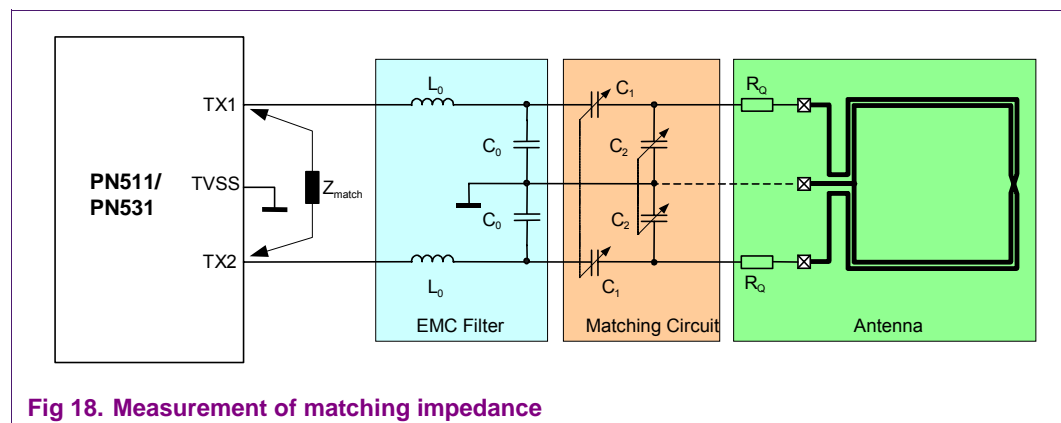 PN511/
PN531
TX1
TVSS
TX2
Zmatch
L0
C0
C0
L0
EMC Filter
C1
C2
C2
C1
Matching Circuit
RQ
RQ
Antenna
Fig 18. Measurement of matching impedance